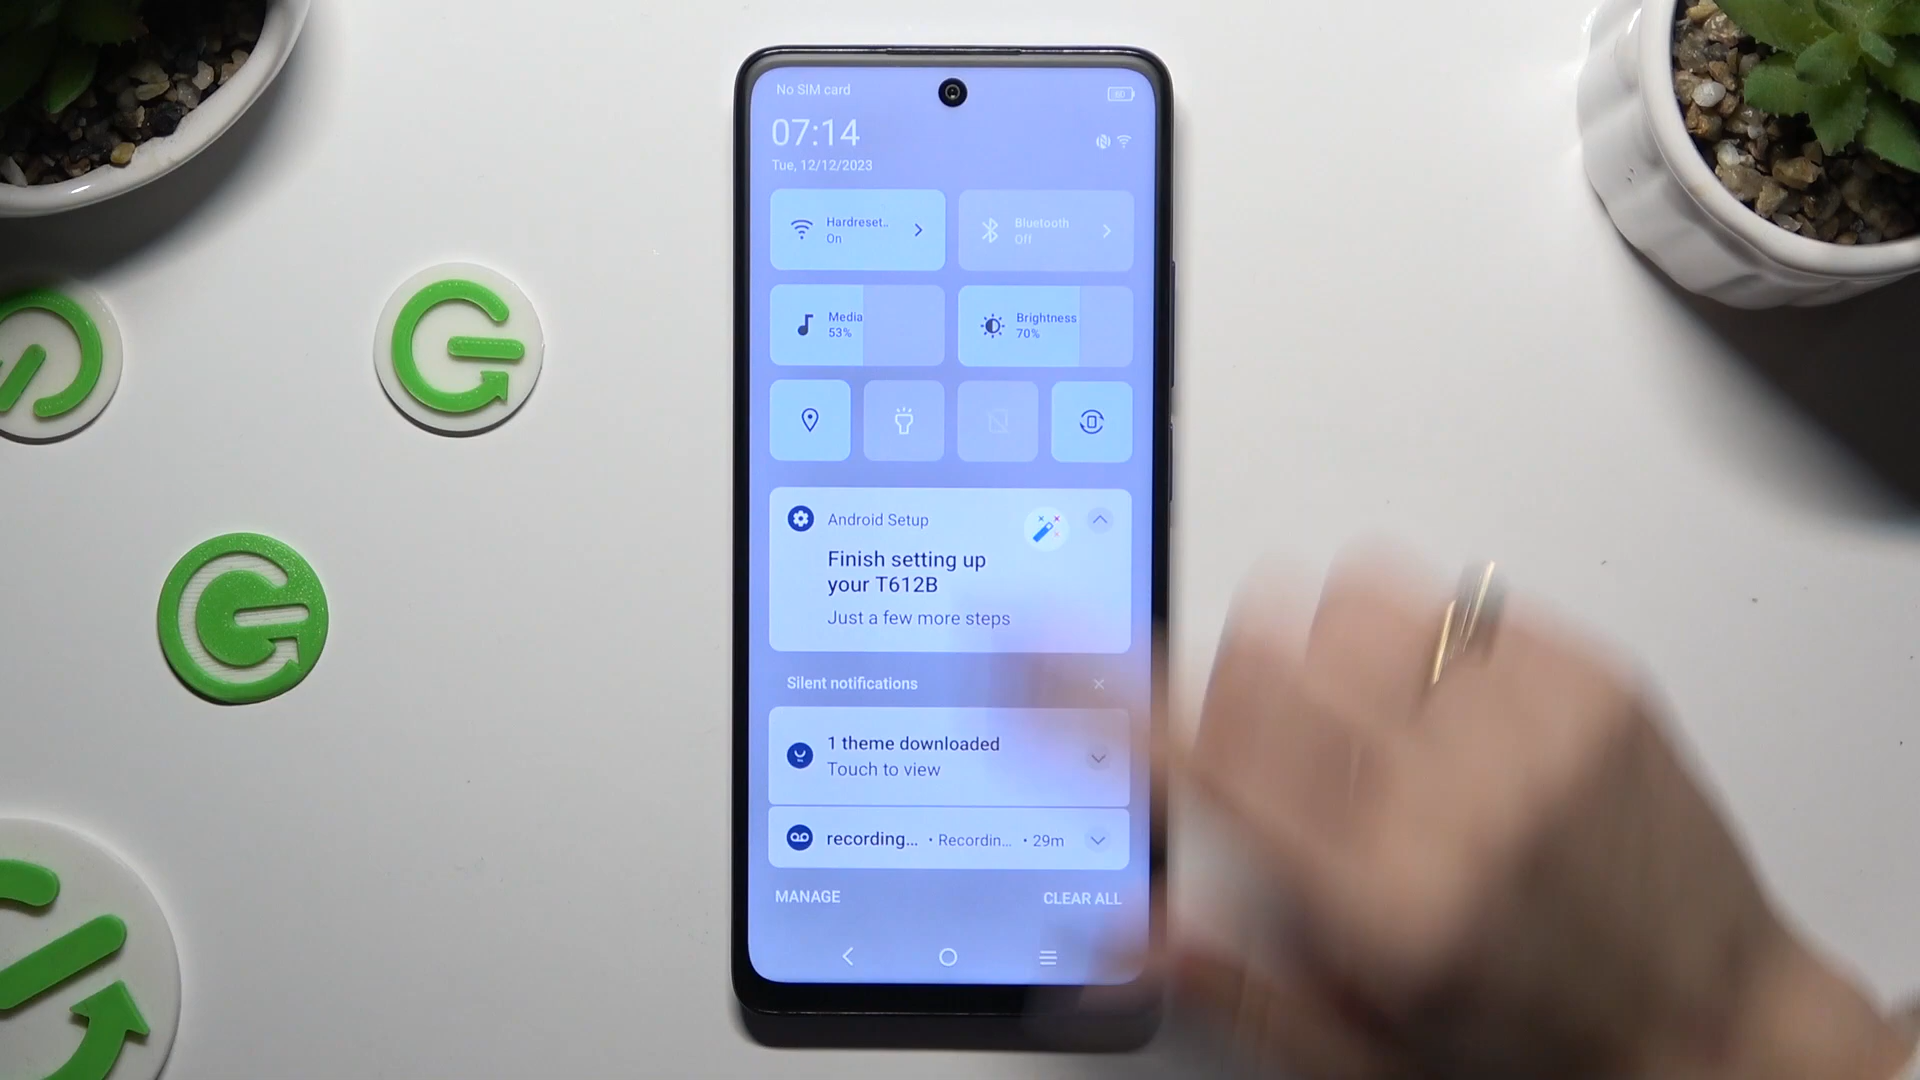 No SIM card
60
07:14
Tue, 12/12/2023
Hardreset..
On
Bluetooth
Off
Media
53%
Brightness
70%
Android Setup
Finish setting up
your T612B
Just a few more steps
Silent notifications
1 theme downloaded
Touch to view
recording... • Recordin... • 29m
MANAGE
CLEAR ALL